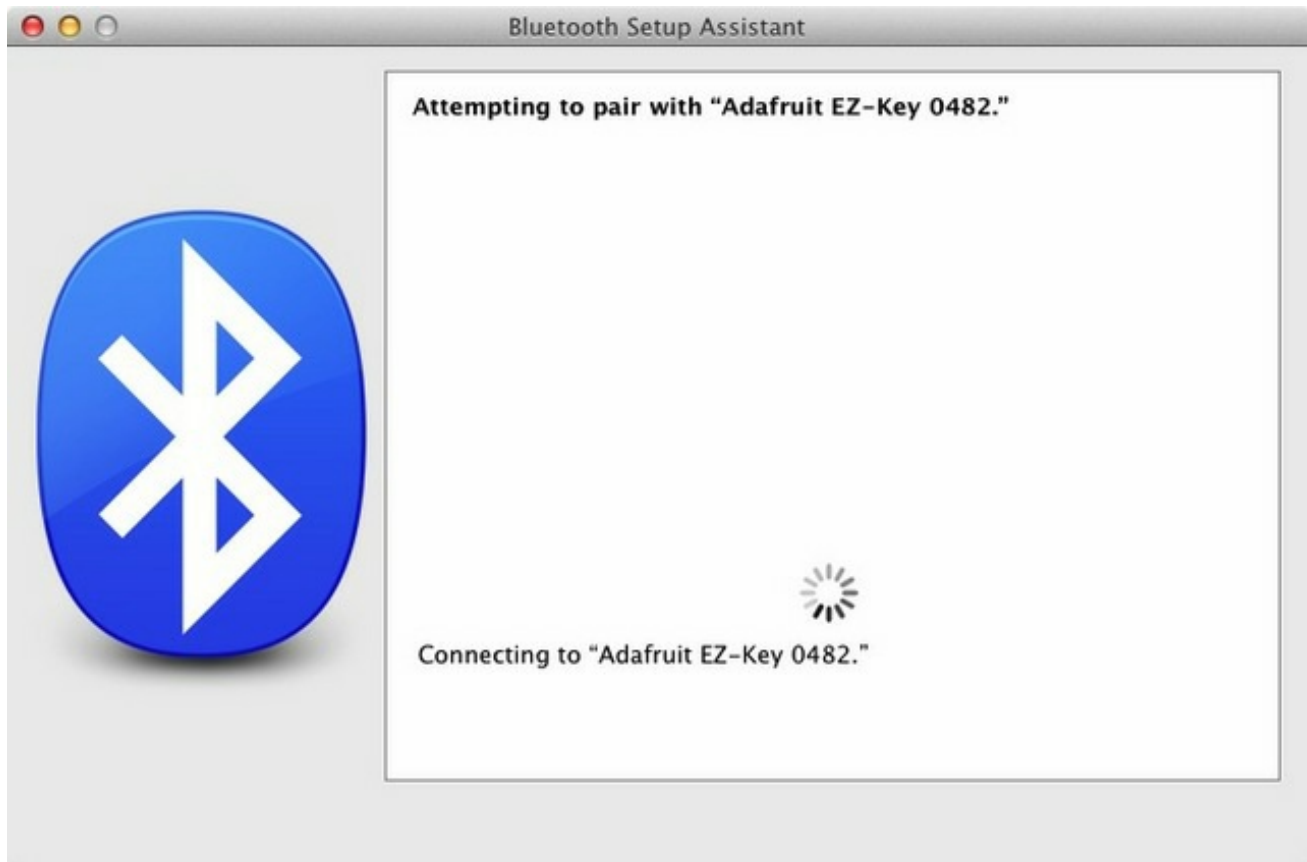 Bluetooth Setup Assistant
Attempting to pair with “Adafruit EZ-Key 0482.”
Connecting to “Adafruit EZ-Key 0482.”